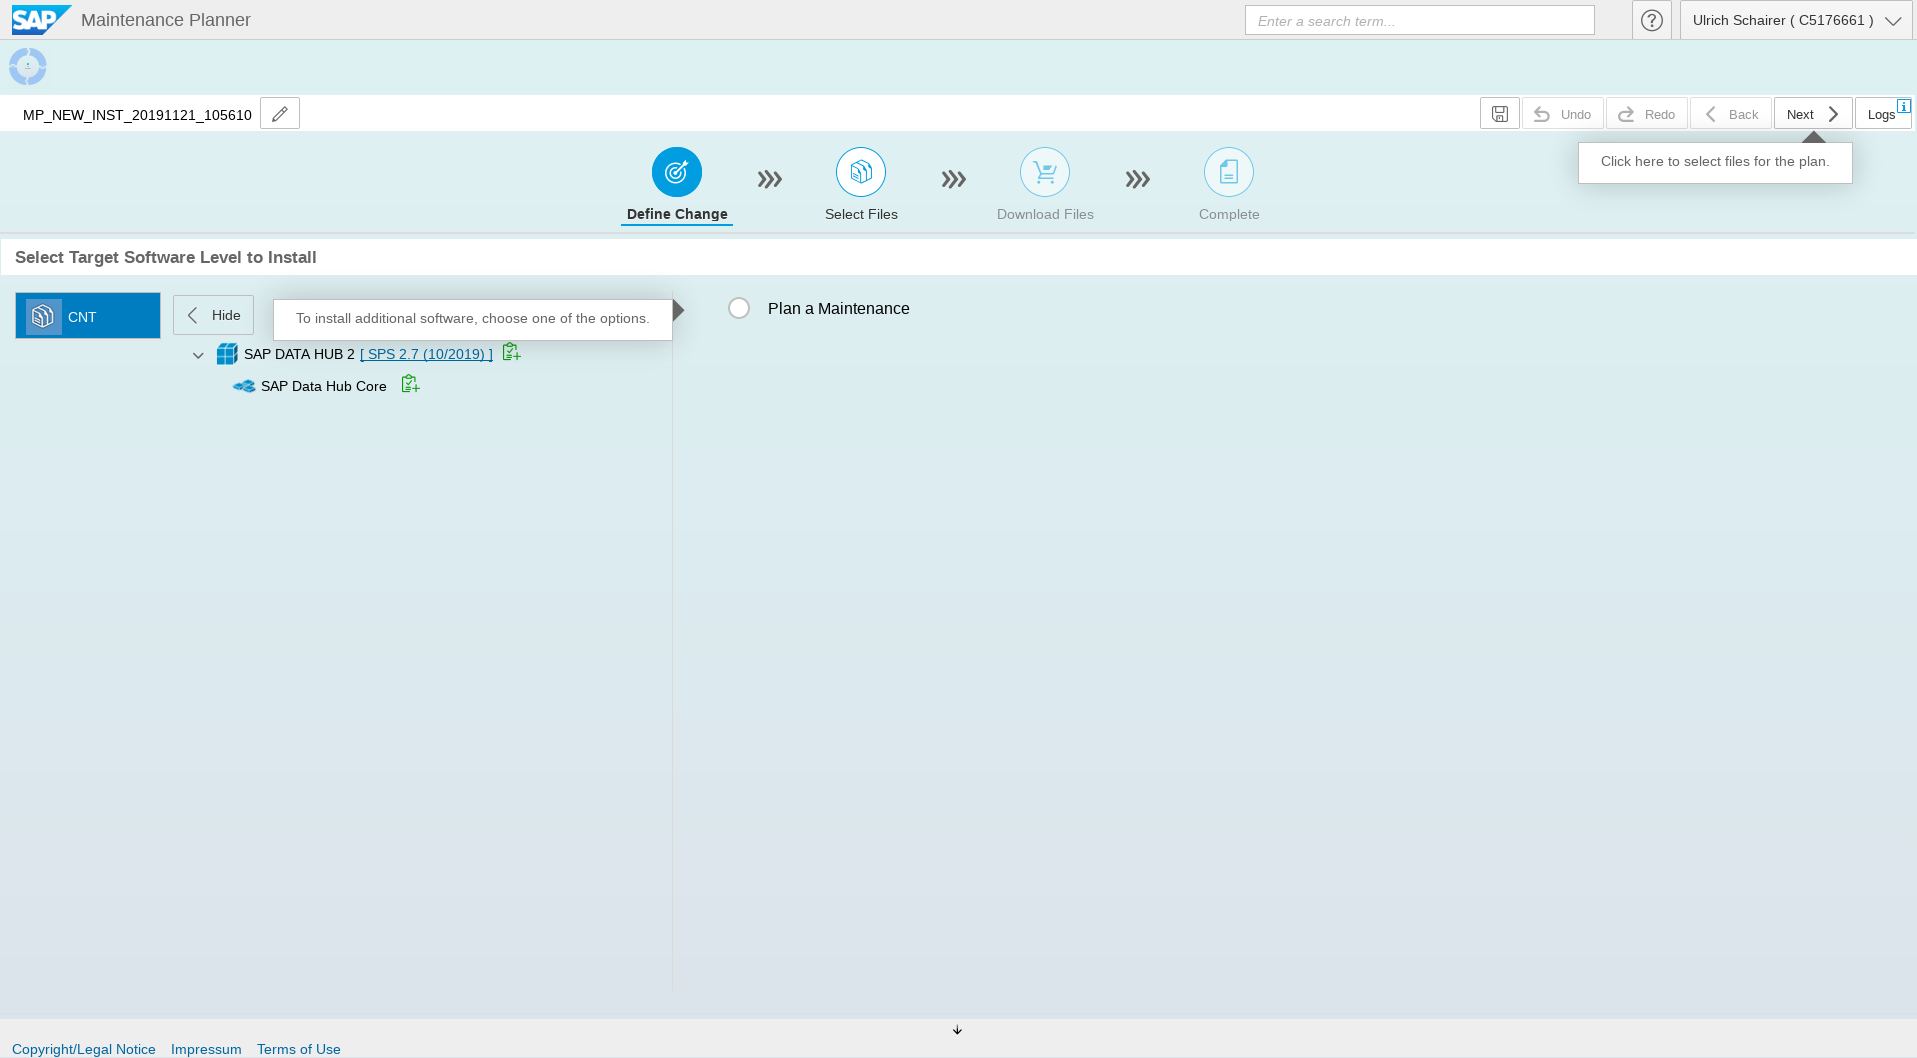 SAP Maintenance Planner
Enter a search term...
Ulrich Schairer ( C5176661 )
MP_NEW_INST_20191121_105610
Undo
Redo
Back
Next
Logs
Click here to select files for the plan.
Define Change
Select Files
Download Files
Complete
Select Target Software Level to Install
CNT
Hide
To install additional software, choose one of the options.
Plan a Maintenance
SAP DATA HUB 2 [ SPS 2.7 (10/2019) ]
SAP Data Hub Core
Copyright/Legal Notice Impressum Terms of Use